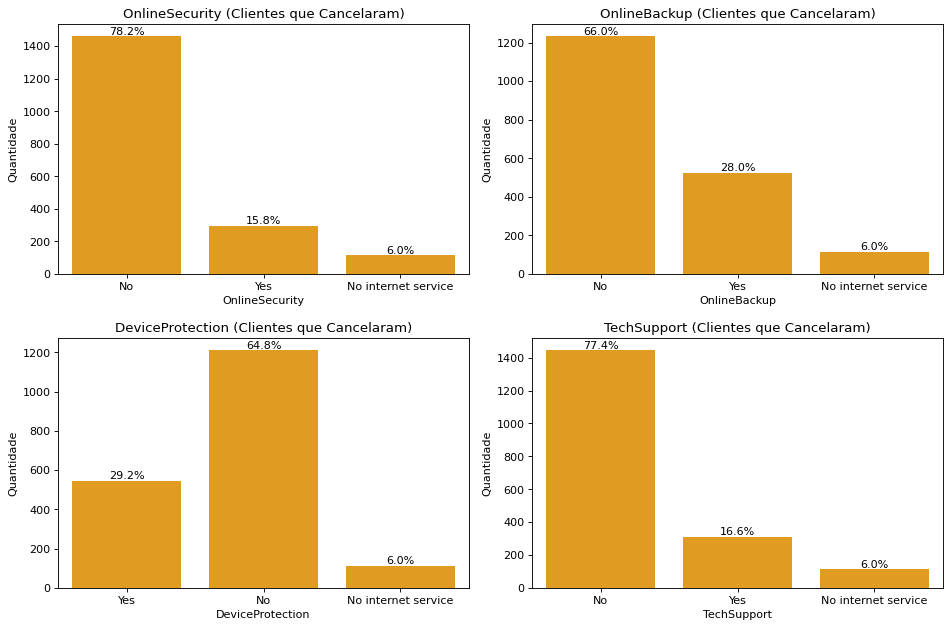 OnlineSecurity (Clientes que Cancelaram)
78.2%
15.8%
6.0%
1400
1200
1000
800
600
400
200
0
Quantidade
No Yes No internet service
OnlineSecurity
OnlineBackup (Clientes que Cancelaram)
66.0%
28.0%
6.0%
1200
1000
800
600
400
200
0
Quantidade
No Yes No internet service
OnlineBackup
DeviceProtection (Clientes que Cancelaram)
64.8%
29.2%
6.0%
1200
1000
800
600
400
200
0
Quantidade
Yes No No internet service
DeviceProtection
TechSupport (Clientes que Cancelaram)
77.4%
16.6%
6.0%
1400
1200
1000
800
600
400
200
0
Quantidade
No Yes No internet service
TechSupport